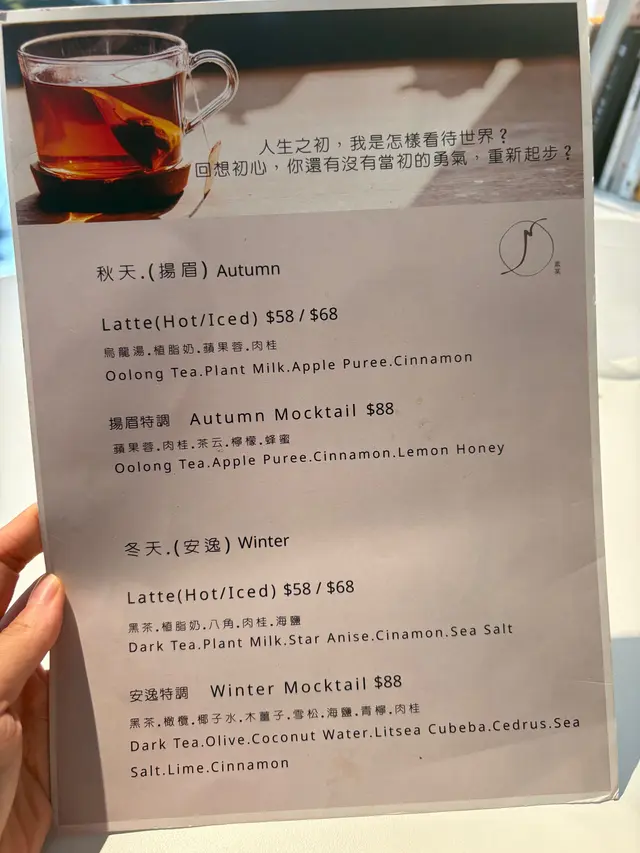 人生之初，我是怎樣看待世界？
回想初心，你還有沒有當初的勇氣，重新起步？
秋天.(揚眉) Autumn
Latte(Hot/Iced) $58 / $68
烏龍湯.植脂奶.蘋果蓉.肉桂
Oolong Tea.Plant Milk.Apple Puree.Cinnamon
揚眉特調 Autumn Mocktail $88
蘋果蓉.肉桂.茶云.檸檬.蜂蜜
Oolong Tea.Apple Puree.Cinnamon.Lemon Honey
冬天.(安逸) Winter
Latte(Hot/Iced) $58 / $68
黑茶.植脂奶.八角.肉桂.海鹽
Dark Tea.Plant Milk.Star Anise.Cinamon.Sea Salt
安逸特調 Winter Mocktail $88
黑茶.橄欖.椰子水.木薑子.雪松.海鹽.青檸.肉桂
Dark Tea.Olive.Coconut Water.Litsea Cubeba.Cedrus.Sea
Salt.Lime.Cinnamon